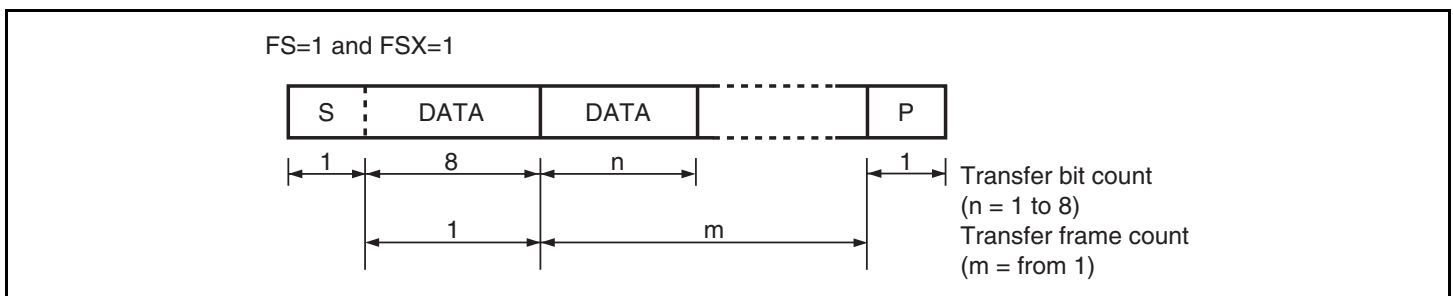 FS=1 and FSX=1
S DATA DATA P
1 8 n 1
Transfer bit count
(n = 1 to 8)
1 m
Transfer frame count
(m = from 1)